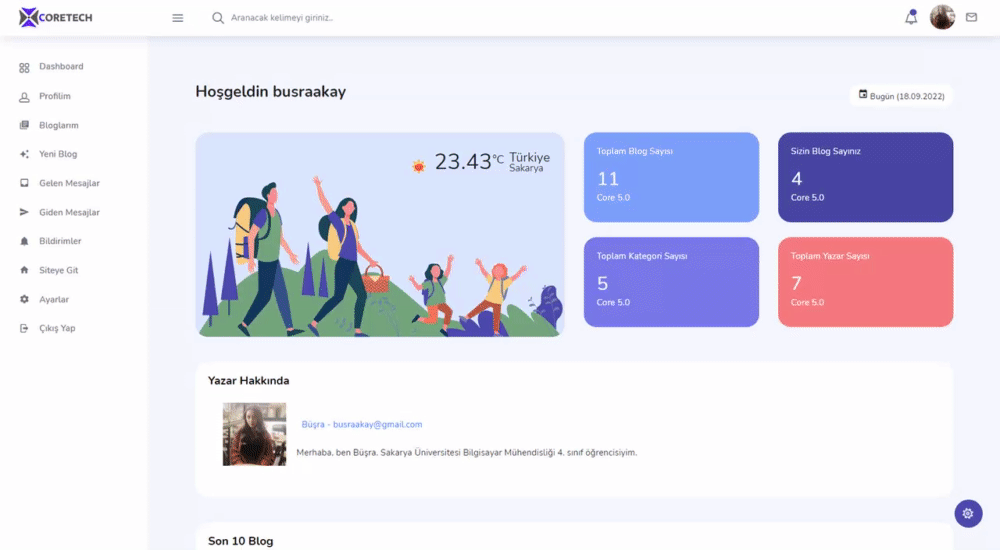 CORETECH
Aranacak kelimeyi giriniz..
Dashboard
Profilim
Bloglarım
Yeni Blog
Gelen Mesajlar
Giden Mesajlar
Bildirimler
Siteye Git
Ayarlar
Çıkış Yap
Hoşgeldin busraakay
Bugün (18.09.2022)
23.43°C Türkiye
Sakarya
Toplam Blog Sayısı
11
Core 5.0
Sizin Blog Sayınız
4
Core 5.0
Toplam Kategori Sayısı
5
Core 5.0
Toplam Yazar Sayısı
7
Core 5.0
Yazar Hakkında
Büşra - busraakay@gmail.com
Merhaba, ben Büşra. Sakarya Üniversitesi Bilgisayar Mühendisliği 4. sınıf öğrencisiyim.
Son 10 Blog